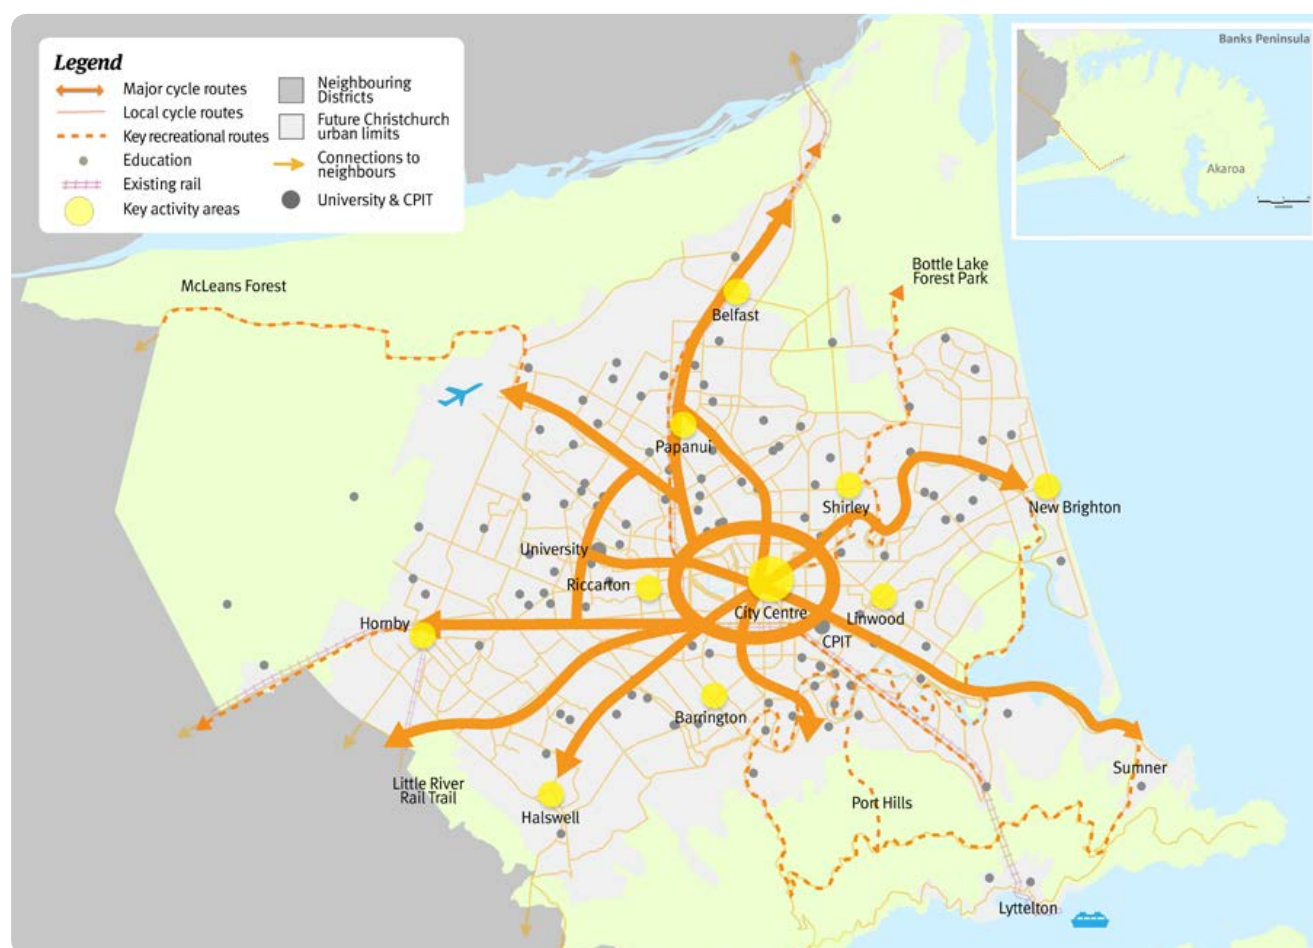 Legend
Major cycle routes
Local cycle routes
Key recreational routes
Education
Existing rail
Key activity areas
Neighbouring
Districts
Future Christchurch
urban limits
Connections to
neighbours
University & CPIT
Banks Peninsula
Akaroa
McLeans Forest
Bottle Lake
Forest Park
Belfast
Papanui
Shirley
New Brighton
University
Riccarton
City Centre
Linwood
CPIT
Hornby
Barrington
Little River
Rail Trail
Halswell
Port Hills
Sumner
Lyttelton